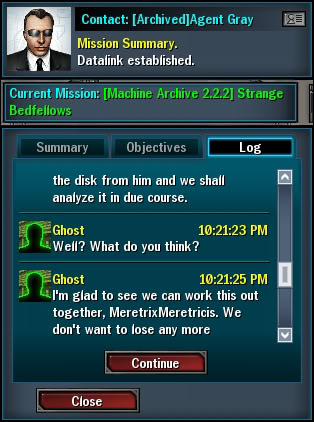 Contact: [Archived]Agent Gray
Mission Summary.
Datalink established.
Current Mission: [Machine Archive 2.2.2] Strange
Bedfellows
Summary
Objectives
Log
the disk from him and we shall
analyze it in due course.
Ghost 10:21:23 PM
Well? What do you think?
Ghost 10:21:25 PM
I'm glad to see we can work this out
together, MeretrixMeretricis. We
don't want to lose any more
Continue
Close